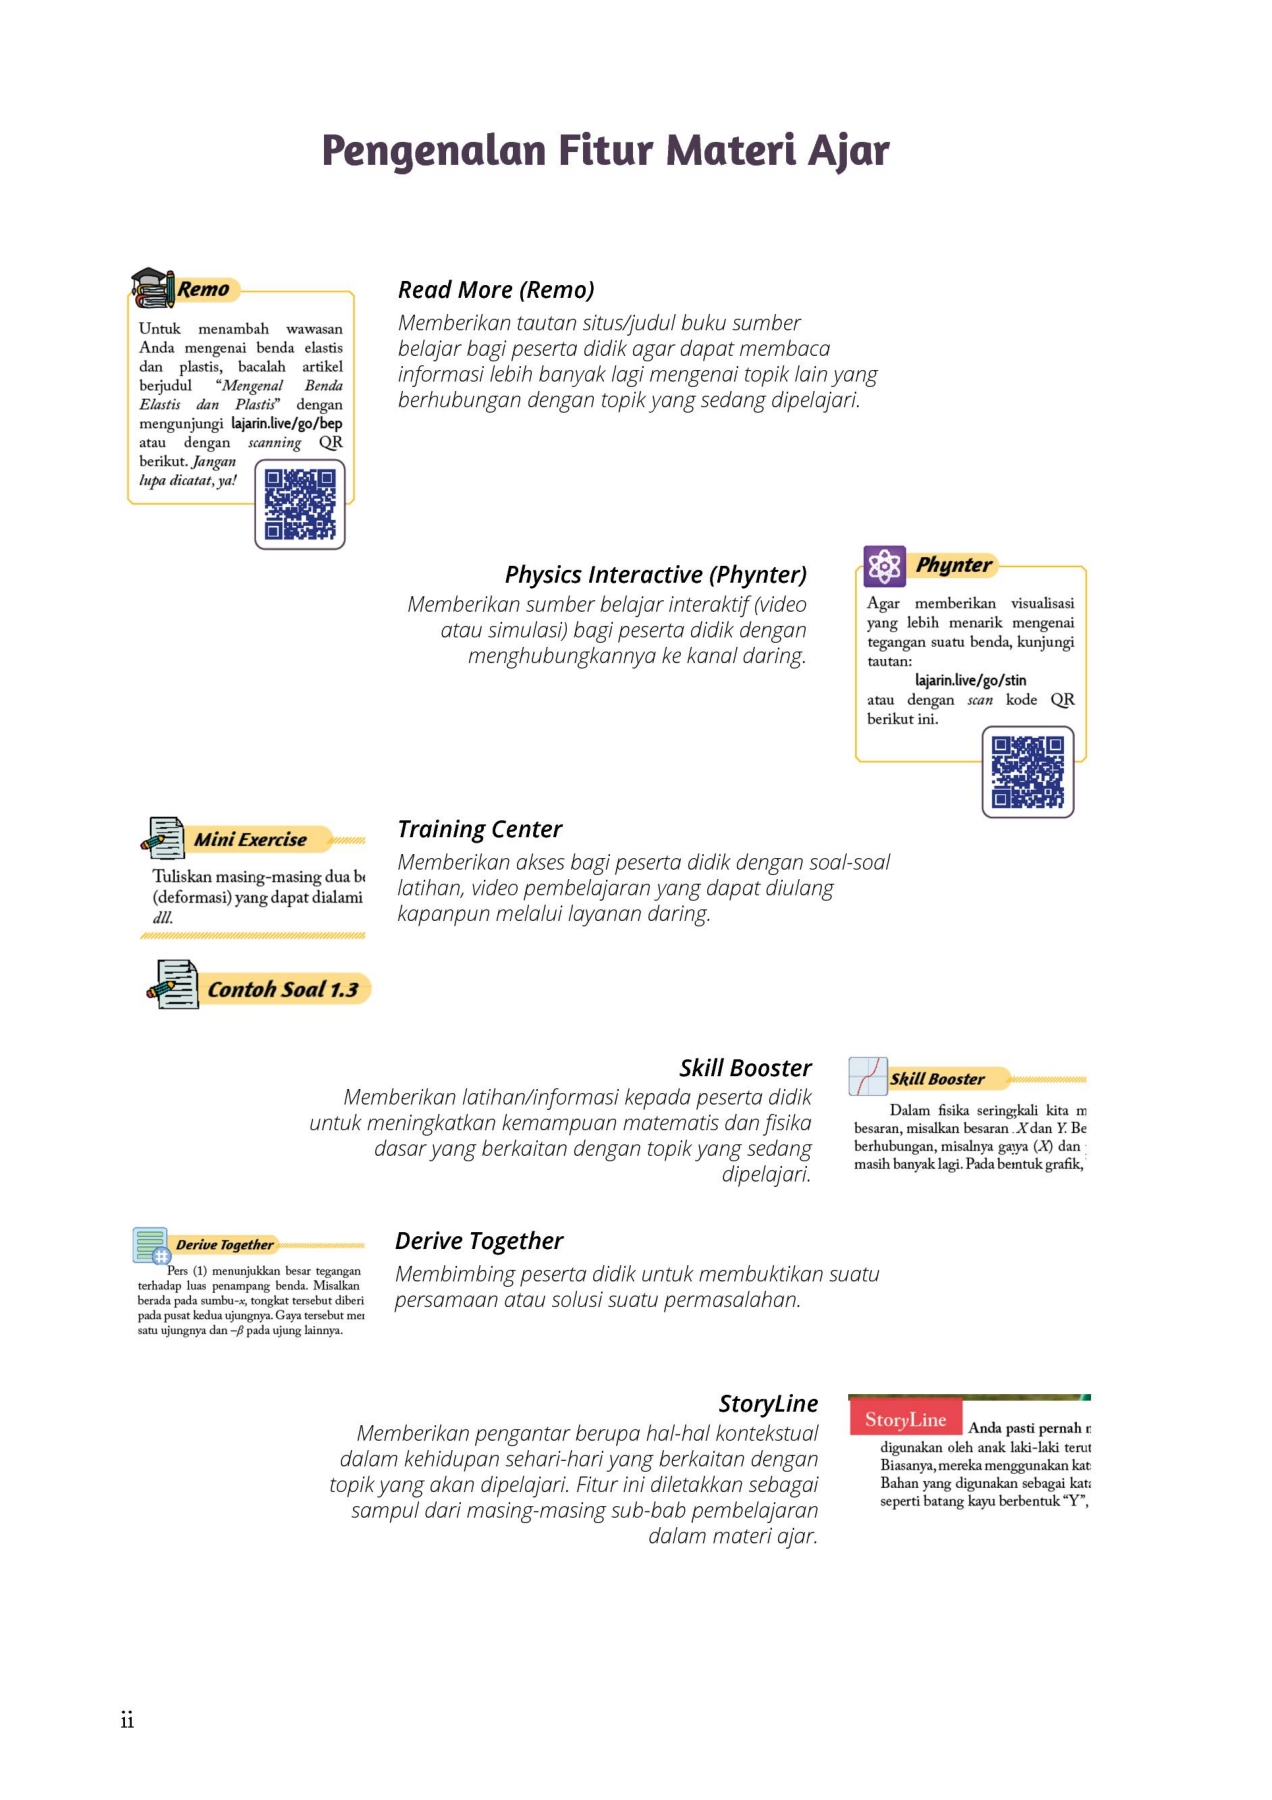 Pengenalan Fitur Materi Ajar
Remo
Untuk menambah wawasan
Anda mengenai benda elastis
dan plastis, bacalah artikel
berjudul “Mengenal Benda
Elastis dan Plastis” dengan
mengunjungi lajarin.live/go/bep
atau dengan scanning QR
berikut. Jangan
lupa dicatat, ya!
Read More (Remo)
Memberikan tautan situs/judul buku sumber
belajar bagi peserta didik agar dapat membaca
informasi lebih banyak lagi mengenai topik lain yang
berhubungan dengan topik yang sedang dipelajari.
Physics Interactive (Phynter)
Memberikan sumber belajar interaktif (video
atau simulasi) bagi peserta didik dengan
menghubungkannya ke kanal daring.
Phynter
Agar memberikan visualisasi
yang lebih menarik mengenai
tegangan suatu benda, kunjungi
tautan:
lajarin.live/go/stin
atau dengan scan kode QR
berikut ini.
Mini Exercise
Tuliskan masing-masing dua be
(deformasi) yang dapat dialami
dll.
Contoh Soal 1.3
Training Center
Memberikan akses bagi peserta didik dengan soal-soal
latihan, video pembelajaran yang dapat diulang
kapanpun melalui layanan daring.
Skill Booster
Memberikan latihan/informasi kepada peserta didik
untuk meningkatkan kemampuan matematis dan fisika
dasar yang berkaitan dengan topik yang sedang
dipelajari.
Skill Booster
Dalam fisika seringkali kita m
besaran, misalkan besaran X dan Y. Be
berhubungan, misalnya gaya (X) dan
masih banyak lagi. Pada bentuk grafik,
Derive Together
Pers (1) menunjukkan besar tegangan
terhadap luas penampang benda. Misalkan
berada pada sumbu-x, tongkat tersebut diberi
pada pusat kedua ujungnya. Gaya tersebut mer
satu ujungnya dan –β pada ujung lainnya.
Derive Together
Membimbing peserta didik untuk membuktikan suatu
persamaan atau solusi suatu permasalahan.
StoryLine
Memberikan pengantar berupa hal-hal kontekstual
dalam kehidupan sehari-hari yang berkaitan dengan
topik yang akan dipelajari. Fitur ini diletakkan sebagai
sampul dari masing-masing sub-bab pembelajaran
dalam materi ajar.
StoryLine
Anda pasti pernah
digunakan oleh anak laki-laki terut
Biasanya, mereka menggunakan kat
Bahan yang digunakan sebagai kata
seperti batang kayu berbentuk “Y”,
ii